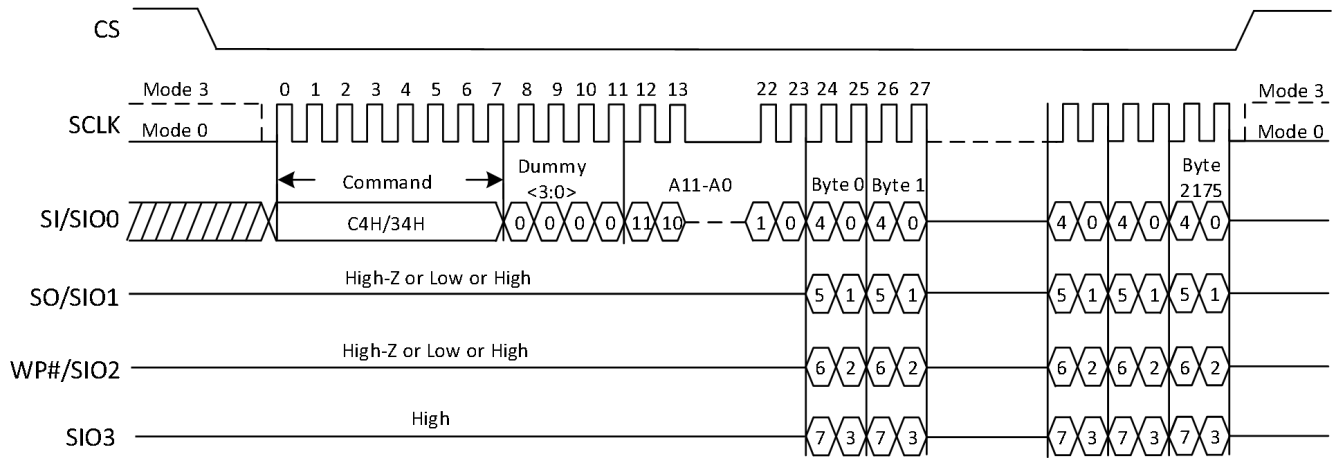 CS
Mode 3
0 1 2 3 4 5 6 7 8 9 10 11 12 13 22 23 24 25 26 27
Mode 3
SCLK
Mode 0
Mode 0
Command
Dummy
<3:0>
A11-A0
Byte 0
Byte 1
Byte
2175
SI/SIO0
C4H/34H
0 0 0 0 11 10 1 0 4 0 4 0 4 0 4 0 4 0
High-Z or Low or High
SO/SIO1
5 1 5 1 5 1 5 1 5 1
High-Z or Low or High
WP#/SIO2
6 2 6 2 6 2 6 2 6 2
High
SIO3
7 3 7 3 7 3 7 3 7 3